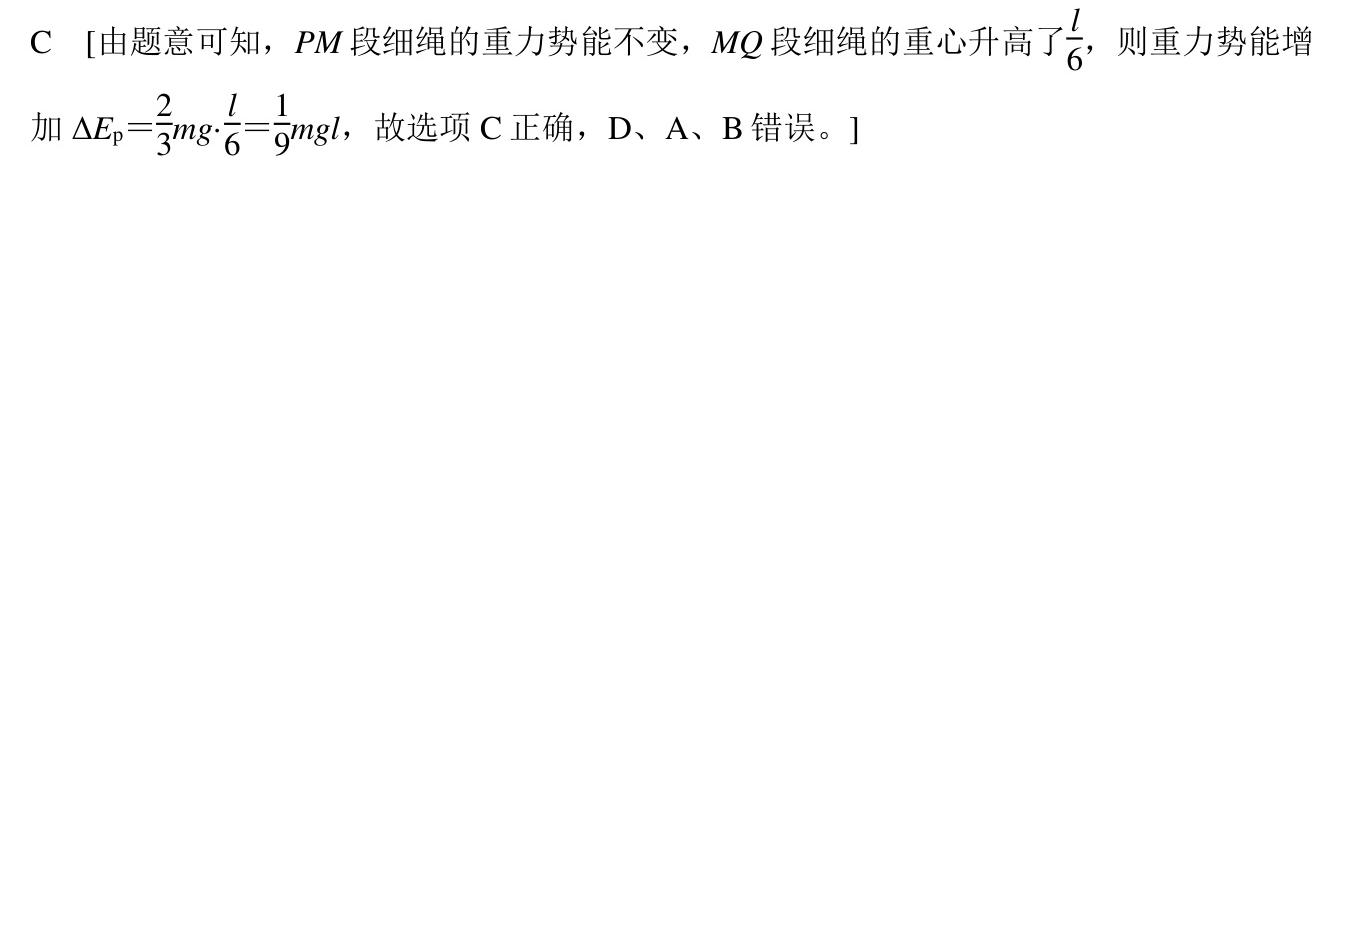 C [由题意可知，PM 段细绳的重力势能不变，MQ 段细绳的重心升高了l/6，则重力势能增
加 ΔEp=2/3mg·l/6=1/9mgl，故选项 C 正确，D、A、B 错误。]